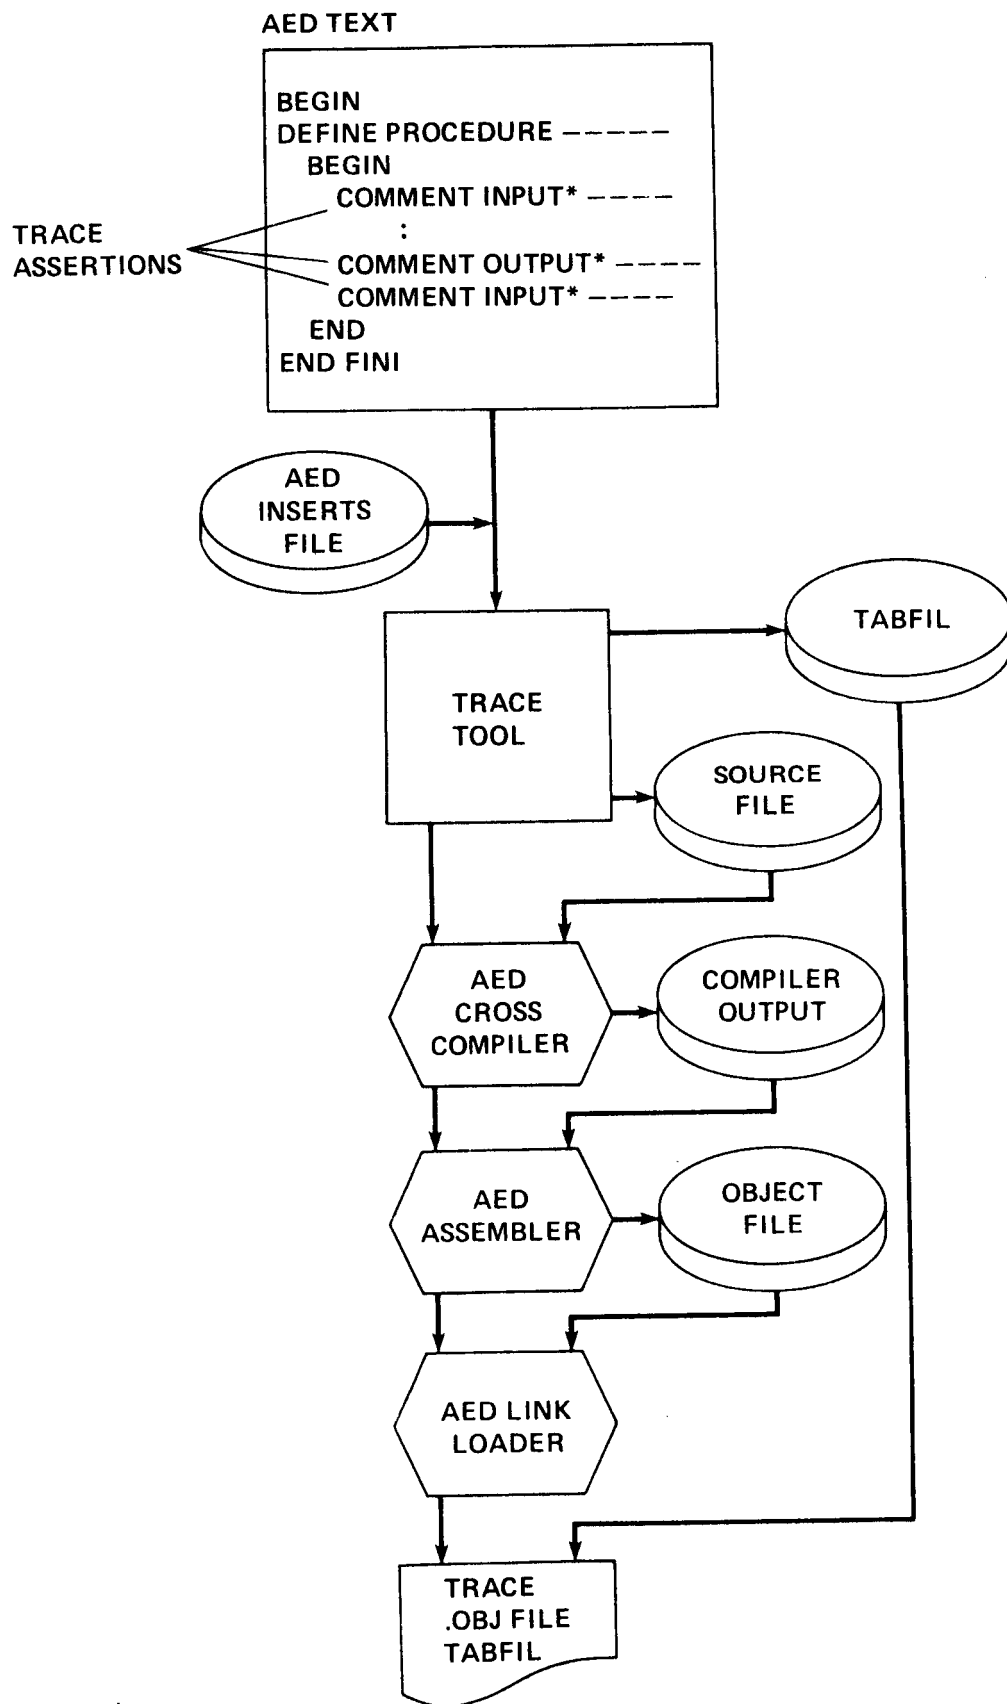 AED TEXT
BEGIN
DEFINE PROCEDURE -----
BEGIN
COMMENT INPUT* ----
:
TRACE
ASSERTIONS
COMMENT OUTPUT* ----
COMMENT INPUT* ----
END
END FINI
AED
INSERTS
FILE
TABFIL
TRACE
TOOL
SOURCE
FILE
AED
CROSS
COMPILER
COMPILER
OUTPUT
AED
ASSEMBLER
OBJECT
FILE
AED LINK
LOADER
TRACE
.OBJ FILE
TABFIL